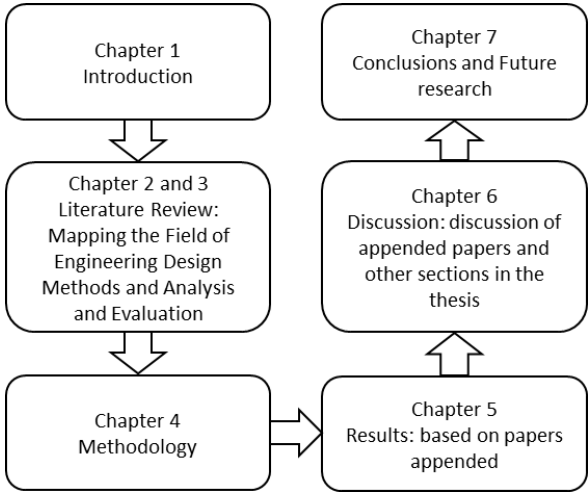 Chapter 1
Introduction
Chapter 2 and 3
Literature Review:
Mapping the Field of
Engineering Design
Methods and Analysis
and Evaluation
Chapter 4
Methodology
Chapter 5
Results: based on papers
appended
Chapter 6
Discussion: discussion of
appended papers and
other sections in the
thesis
Chapter 7
Conclusions and Future
research